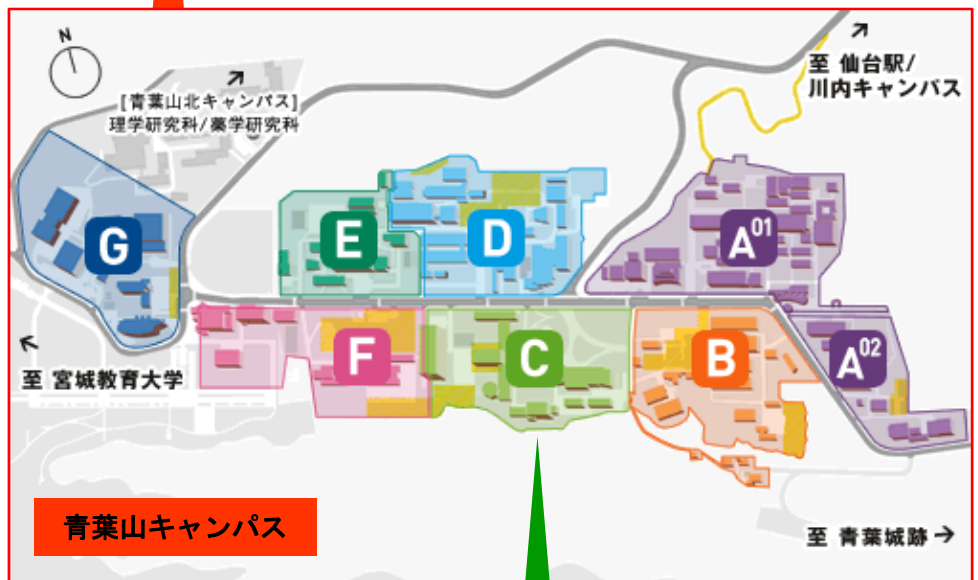 N
至 仙台駅/
川内キャンパス
[青葉山北キャンパス]
理学研究科/薬学研究科
G
E
D
A01
F
C
B
A02
至 宮城教育大学
青葉山キャンパス
至 青葉城跡